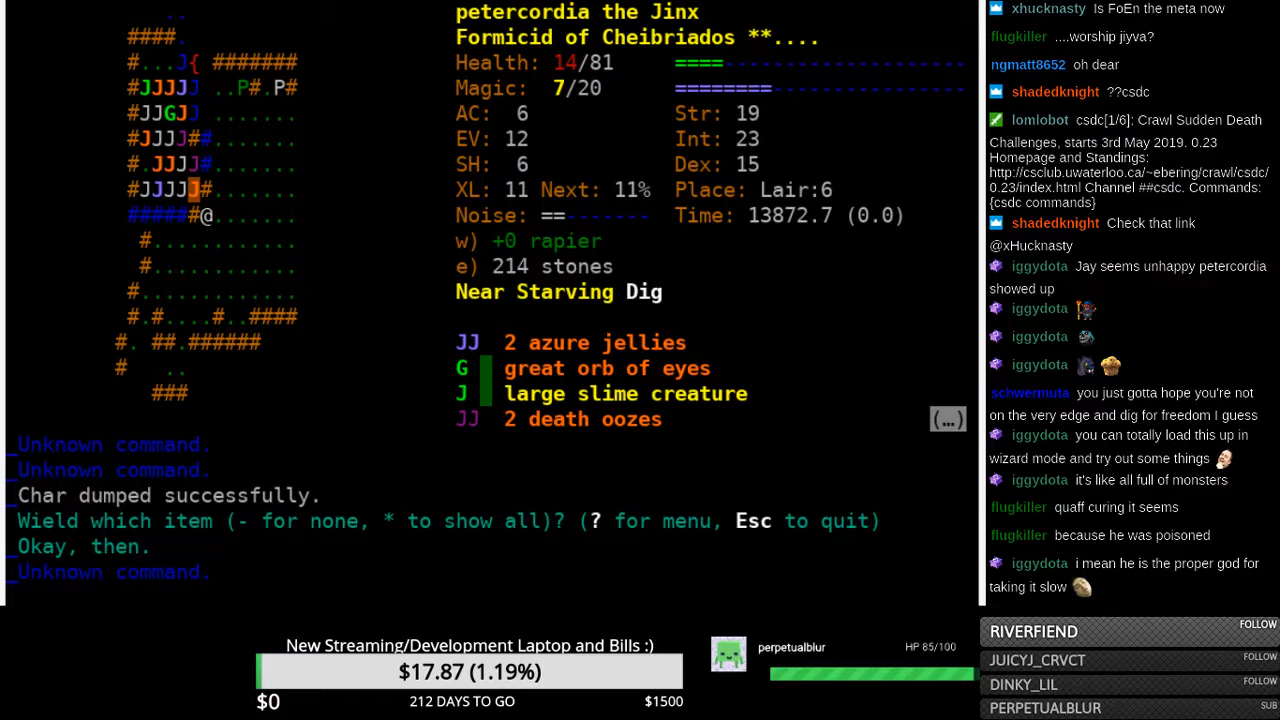 petercordia the Jinx
Formicid of Cheibriados **....
Health: 14/81
Magic: 7/20
AC: 6 Str: 19
EV: 12 Int: 23
SH: 6 Dex: 15
XL: 11 Next: 11% Place: Lair:6
Noise: == Time: 13872.7 (0.0)
w) +0 rapier
e) 214 stones
Near Starving Dig
JJ 2 azure jellies
G great orb of eyes
J large slime creature
JJ 2 death oozes
(…)
####.
#...J{ #######
#JJJJJ ..P#.P#
#JJGJJ .......
#JJJJ##.......
#.JJJJ#.......
#JJJJJ#
######@.......
#............
#............
#.............
#.#....#..####
#. ##.######
# ..
###
_Unknown command.
_Unknown command.
Char dumped successfully.
Wield which item (- for none, * to show all)? (? for menu, Esc to quit)
Okay, then.
_Unknown command.
xhucknasty Is FoEn the meta now
flugkiller ....worship jiyva?
ngmatt8652 oh dear
shadedknight ??csdc
lomlobot csdc[1/6]: Crawl Sudden Death
Challenges, starts 3rd May 2019. 0.23
Homepage and Standings:
http://csclub.uwaterloo.ca/~ebering/crawl/csdc/
0.23/index.html Channel ##csdc. Commands:
{csdc commands}
shadedknight Check that link
@xHucknasty
iggydota Jay seems unhappy petercordia
showed up
iggydota
iggydota
iggydota
schwermuta you just gotta hope you're not
on the very edge and dig for freedom I guess
iggydota you can totally load this up in
wizard mode and try out some things
iggydota it's like all full of monsters
flugkiller quaff curing it seems
flugkiller because he was poisoned
iggydota i mean he is the proper god for
taking it slow
New Streaming/Development Laptop and Bills :)
$17.87 (1.19%)
$0 212 DAYS TO GO $1500
perpetualblur HP 85/100
RIVERFIEND FOLLOW
JUICYJ_CRVCT FOLLOW
DINKY_LIL FOLLOW
PERPETUALBLUR SUB